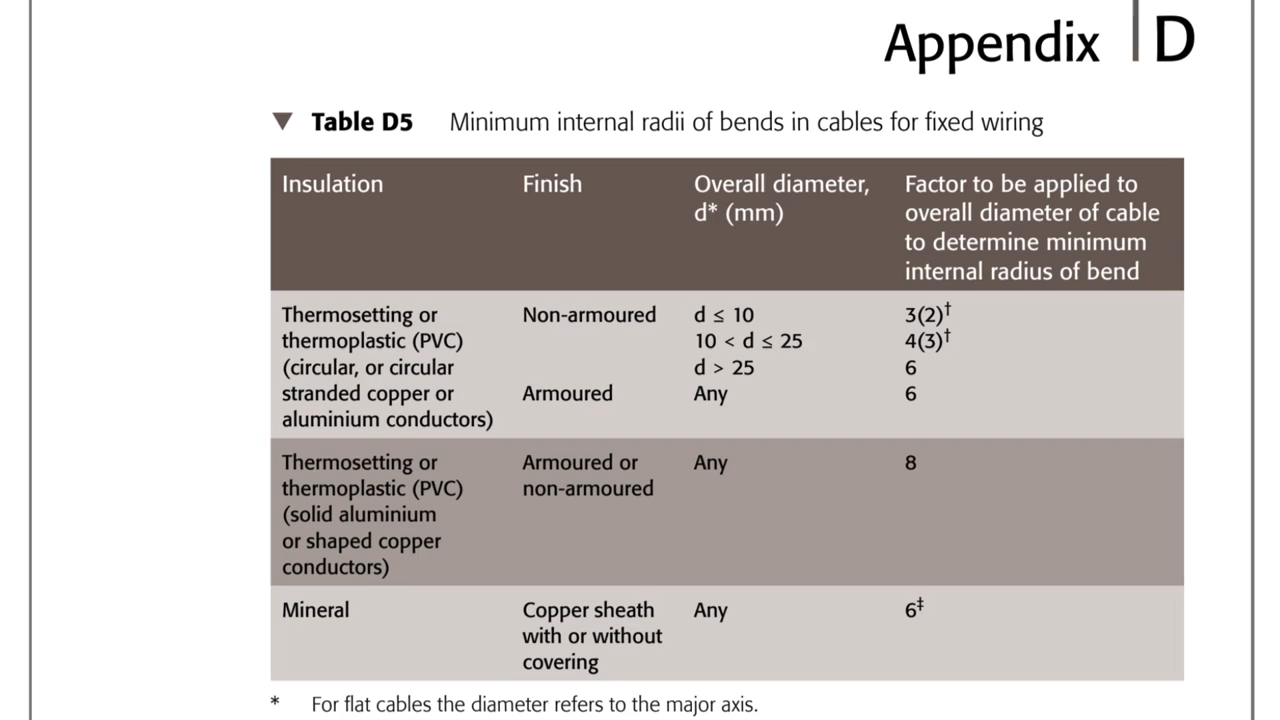 Appendix D
▼ Table D5 Minimum internal radii of bends in cables for fixed wiring
Insulation Finish Overall diameter, Factor to be applied to
d* (mm) overall diameter of cable
to determine minimum
internal radius of bend
Thermosetting or Non-armoured d ≤ 10 3(2)†
thermoplastic (PVC) 10 < d ≤ 25 4(3)†
(circular, or circular d > 25 6
stranded copper or Armoured Any 6
aluminium conductors)
Thermosetting or Armoured or Any 8
thermoplastic (PVC) non-armoured
(solid aluminium
or shaped copper
conductors)
Mineral Copper sheath Any 6‡
with or without
covering
* For flat cables the diameter refers to the major axis.